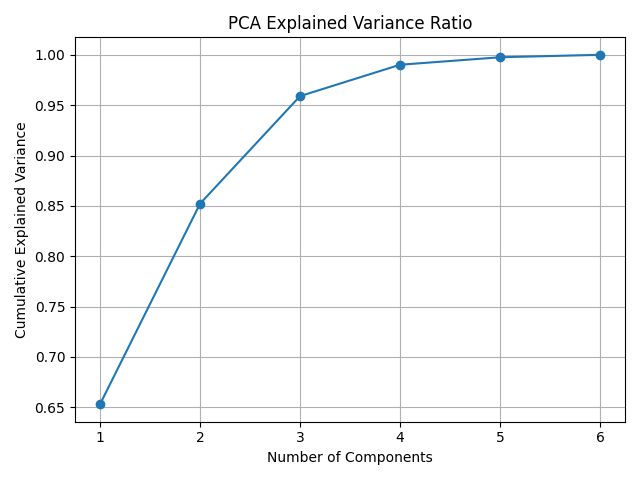 PCA Explained Variance Ratio
Cumulative Explained Variance
1.00
0.95
0.90
0.85
0.80
0.75
0.70
0.65
1 2 3 4 5 6
Number of Components